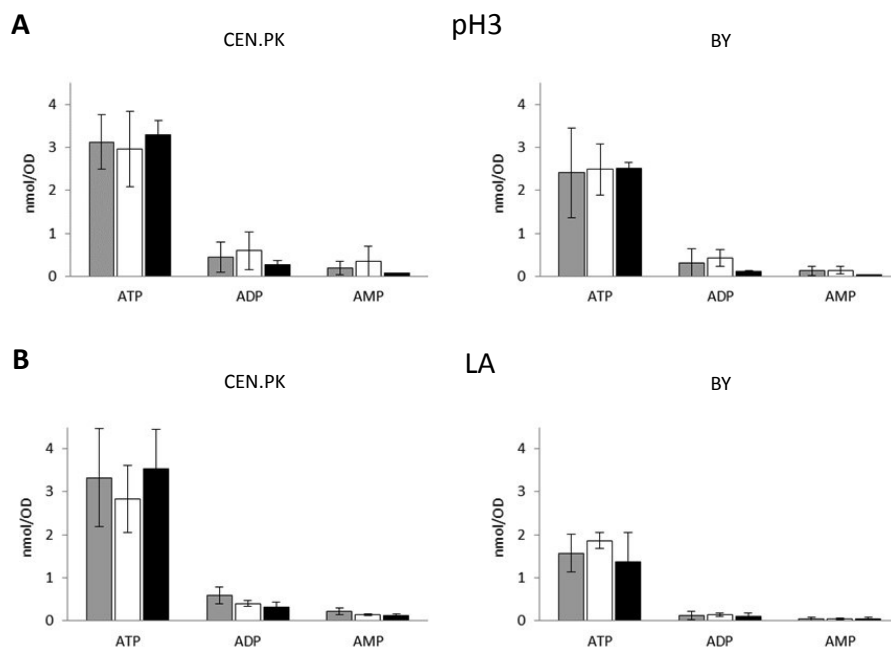 A
pH3
CEN.PK
BY
nmol/OD
4
3
2
1
0
ATP ADP AMP
nmol/OD
4
3
2
1
0
ATP ADP AMP
B
LA
CEN.PK
BY
nmol/OD
4
3
2
1
0
ATP ADP AMP
nmol/OD
4
3
2
1
0
ATP ADP AMP